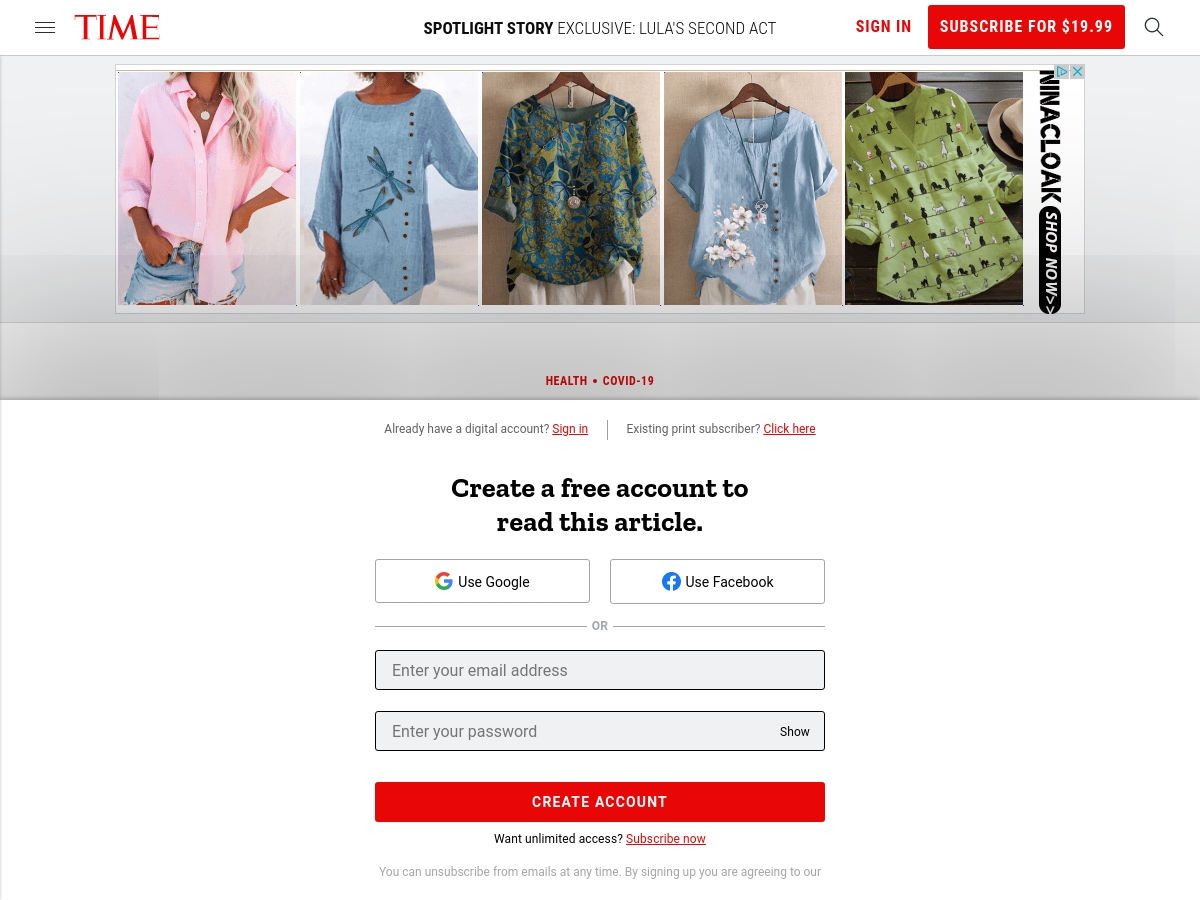 TIME
SPOTLIGHT STORY EXCLUSIVE: LULA'S SECOND ACT
SIGN IN
SUBSCRIBE FOR $19.99
NINACLOAK
SHOP NOW>>
HEALTH • COVID-19
Already have a digital account? Sign in
Existing print subscriber? Click here
Create a free account to
read this article.
Use Google
Use Facebook
OR
Enter your email address
Enter your password
Show
CREATE ACCOUNT
Want unlimited access? Subscribe now
You can unsubscribe from emails at any time. By signing up you are agreeing to our